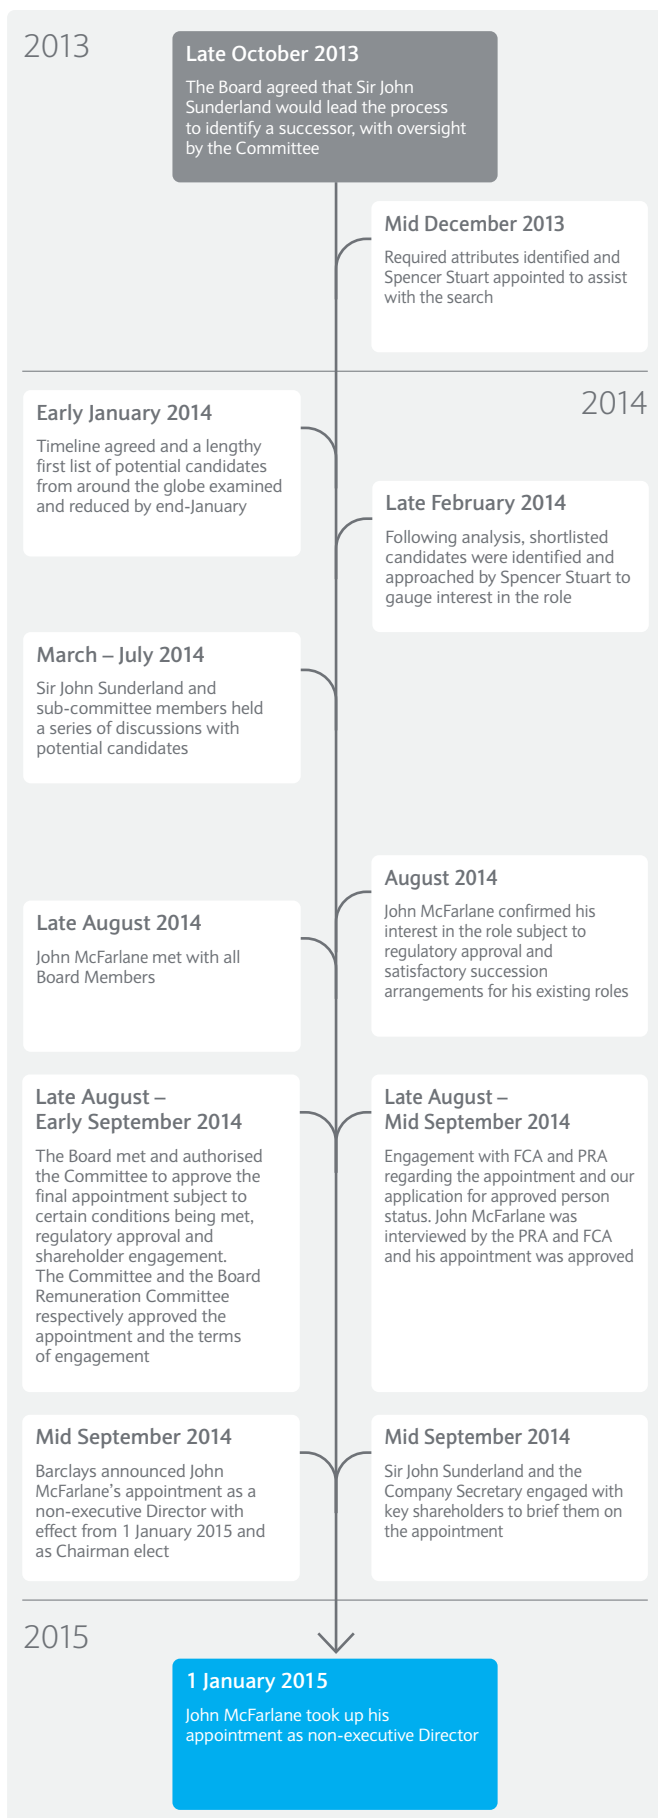 2013
Late October 2013
The Board agreed that Sir John
Sunderland would lead the process
to identify a successor, with oversight
by the Committee
Mid December 2013
Required attributes identified and
Spencer Stuart appointed to assist
with the search
2014
Early January 2014
Timeline agreed and a lengthy
first list of potential candidates
from around the globe examined
and reduced by end-January
Late February 2014
Following analysis, shortlisted
candidates were identified and
approached by Spencer Stuart to
gauge interest in the role
March – July 2014
Sir John Sunderland and
sub-committee members held
a series of discussions with
potential candidates
August 2014
John McFarlane confirmed his
interest in the role subject to
regulatory approval and
satisfactory succession
arrangements for his existing roles
Late August 2014
John McFarlane met with all
Board Members
Late August –
Early September 2014
The Board met and authorised
the Committee to approve the
final appointment subject to
certain conditions being met,
regulatory approval and
shareholder engagement.
The Committee and the Board
Remuneration Committee
respectively approved the
appointment and the terms
of engagement
Late August –
Mid September 2014
Engagement with FCA and PRA
regarding the appointment and our
application for approved person
status. John McFarlane was
interviewed by the PRA and FCA
and his appointment was approved
Mid September 2014
Barclays announced John
McFarlane's appointment as a
non-executive Director with
effect from 1 January 2015 and
as Chairman elect
Mid September 2014
Sir John Sunderland and the
Company Secretary engaged with
key shareholders to brief them on
the appointment
2015
1 January 2015
John McFarlane took up his
appointment as non-executive Director